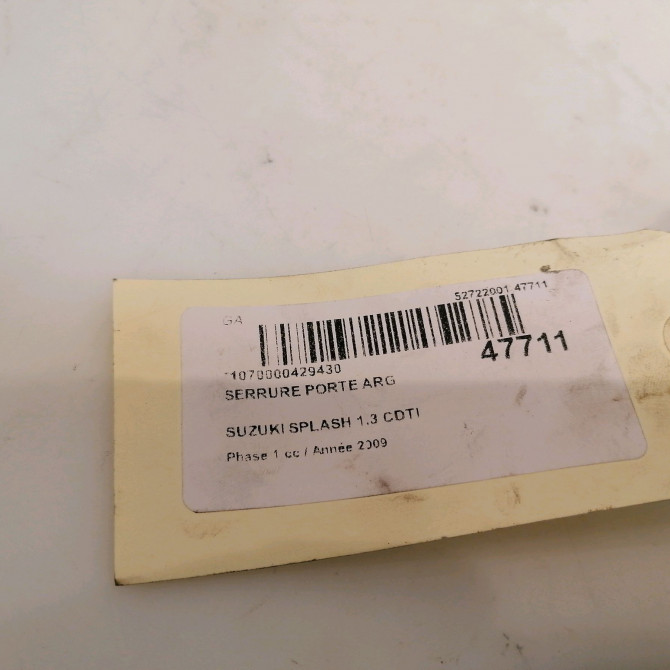 52722001 47711
GA
47711
1070000429430
SERRURE PORTE ARG
SUZUKI SPLASH 1.3 CDTI
Phase 1 cc / Année 2009